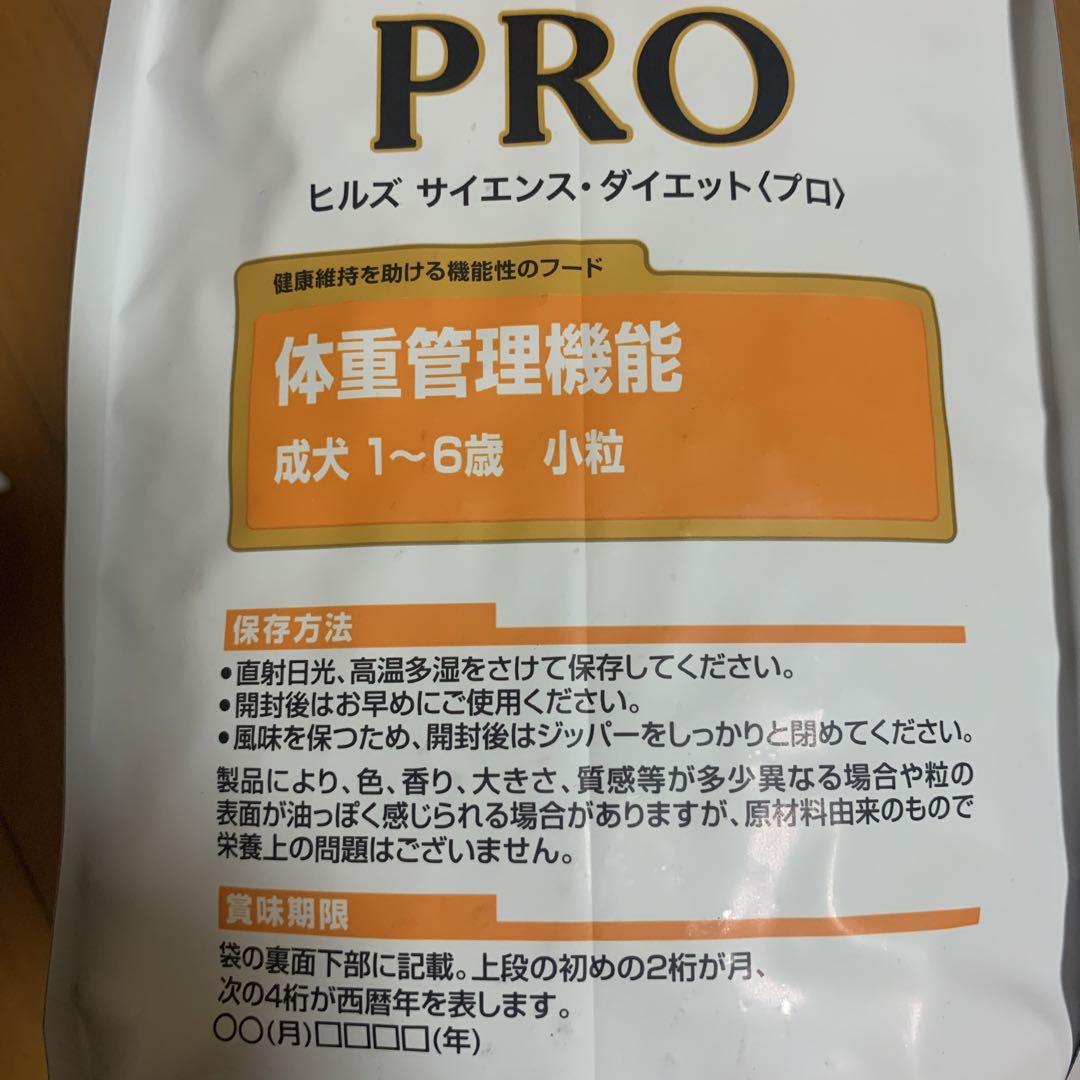 PRO
ヒルズ サイエンス・ダイエット〈プロ〉
健康維持を助ける機能性のフード
体重管理機能
成犬 1〜6歳 小粒
保存方法
•直射日光、高温多湿をさけて保存してください。
•開封後はお早めにご使用ください。
•風味を保つため、開封後はジッパーをしっかりと閉めてください。
製品により、色、香り、大きさ、質感等が多少異なる場合や粒の
表面が油っぽく感じられる場合がありますが、原材料由来のもので
栄養上の問題はございません。
賞味期限
袋の裏面下部に記載。上段の初めの2桁が月、
次の4桁が西暦年を表します。
〇〇(月)□□□□(年)